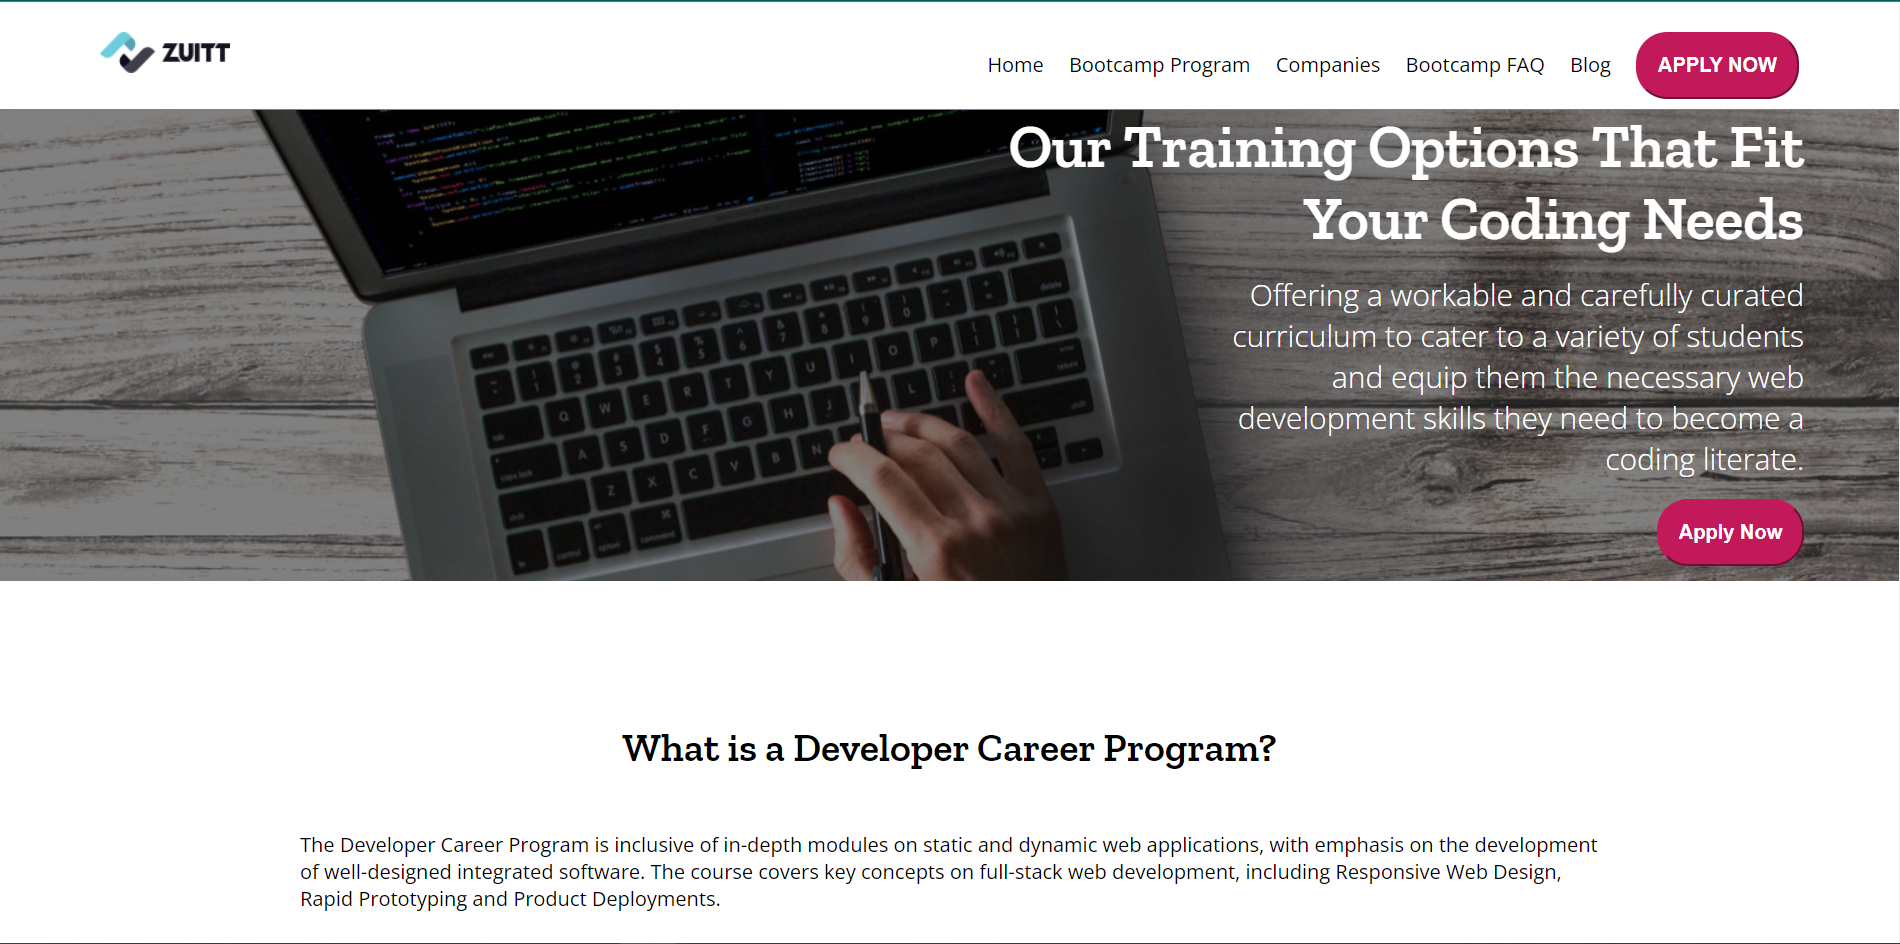 ZUITT
Home Bootcamp Program Companies Bootcamp FAQ Blog APPLY NOW
Our Training Options That Fit
Your Coding Needs
Offering a workable and carefully curated
curriculum to cater to a variety of students
and equip them the necessary web
development skills they need to become a
coding literate.
Apply Now
What is a Developer Career Program?
The Developer Career Program is inclusive of in-depth modules on static and dynamic web applications, with emphasis on the development
of well-designed integrated software. The course covers key concepts on full-stack web development, including Responsive Web Design,
Rapid Prototyping and Product Deployments.